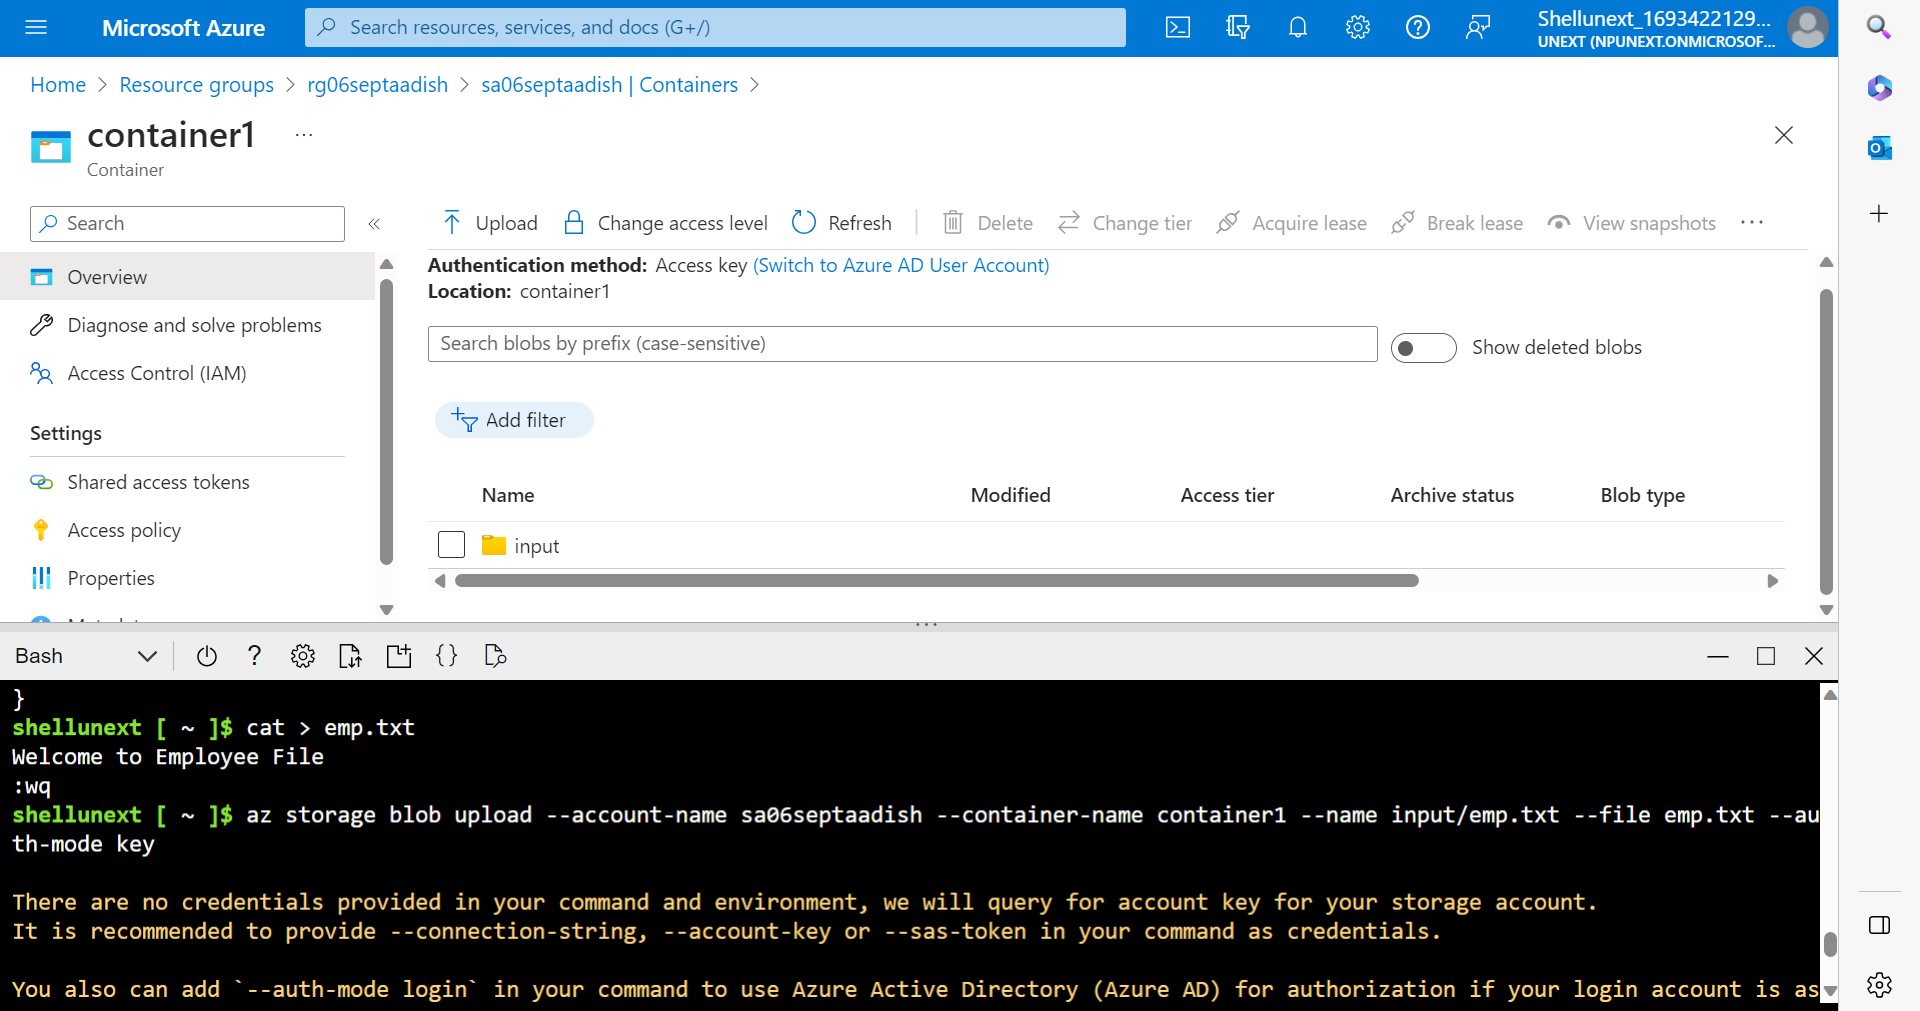 Microsoft Azure
Search resources, services, and docs (G+/)
Shellunext_1693422129...
UNEXT (NPUNEXT.ONMICROSOF...
Home > Resource groups > rg06septaadish > sa06septaadish | Containers >
container1 ...
Container
Search «
Upload Change access level Refresh Delete Change tier Acquire lease Break lease View snapshots ...
Overview
Diagnose and solve problems
Access Control (IAM)
Settings
Shared access tokens
Access policy
Properties
Authentication method: Access key (Switch to Azure AD User Account)
Location: container1
Search blobs by prefix (case-sensitive)
Show deleted blobs
Add filter
Name Modified Access tier Archive status Blob type
input
Bash
}
shellunext [ ~ ]$ cat > emp.txt
Welcome to Employee File
:wq
shellunext [ ~ ]$ az storage blob upload --account-name sa06septaadish --container-name container1 --name input/emp.txt --file emp.txt --au
th-mode key
There are no credentials provided in your command and environment, we will query for account key for your storage account.
It is recommended to provide --connection-string, --account-key or --sas-token in your command as credentials.
You also can add `--auth-mode login` in your command to use Azure Active Directory (Azure AD) for authorization if your login account is as